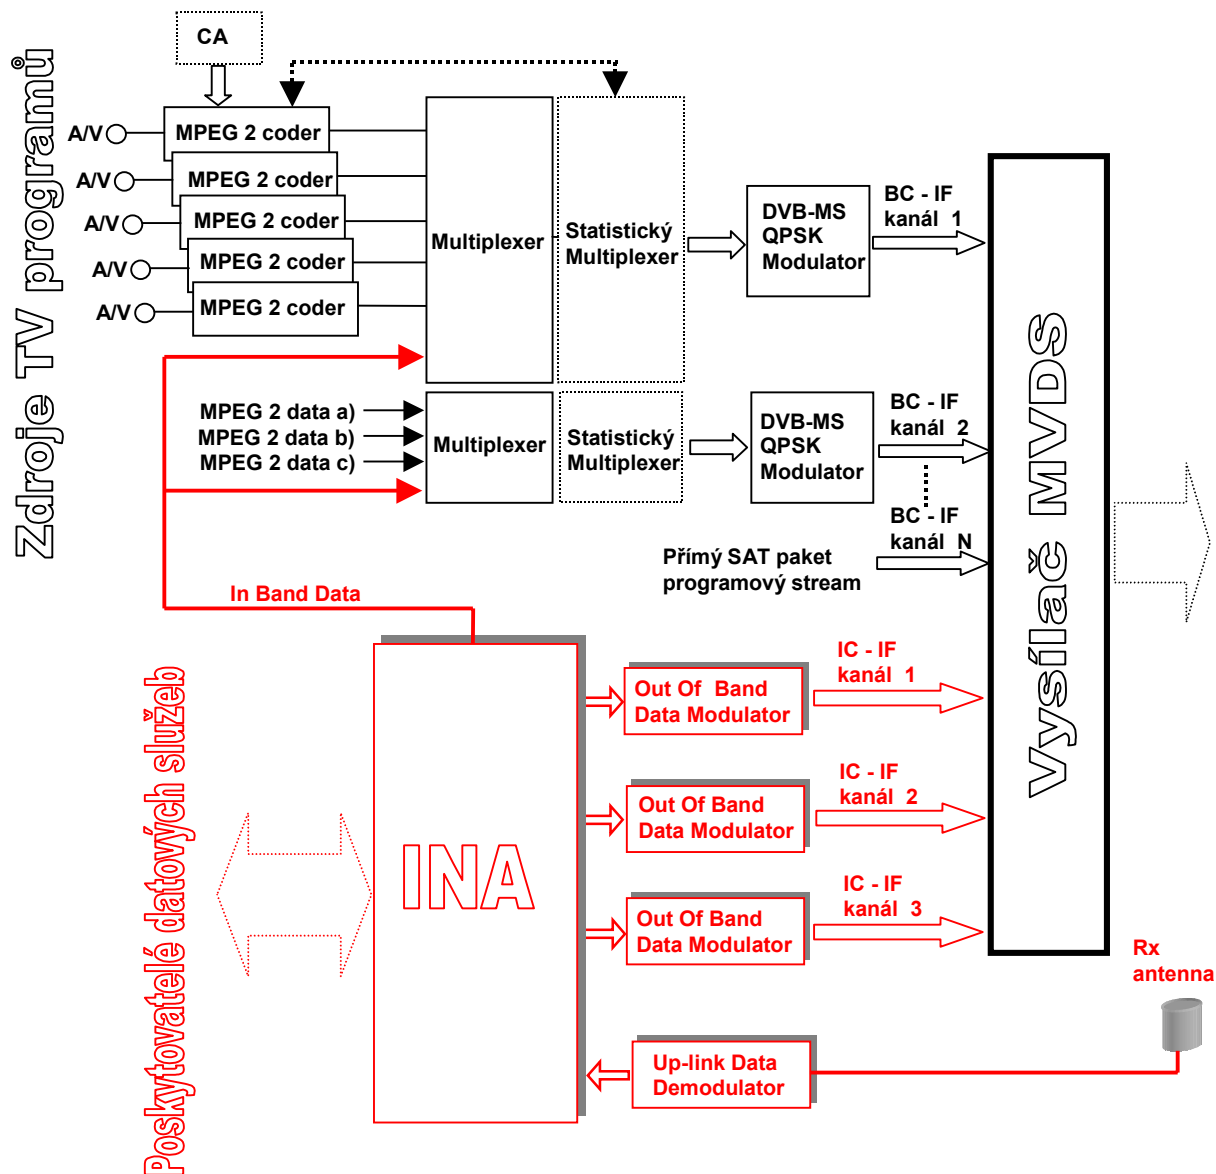 Zdroje TV programů
CA
A/V
MPEG 2 coder
A/V
MPEG 2 coder
A/V
MPEG 2 coder
A/V
MPEG 2 coder
A/V
MPEG 2 coder
Multiplexer
Statistický
Multiplexer
DVB-MS
QPSK
Modulator
BC - IF
kanál 1
MPEG 2 data a)
MPEG 2 data b)
MPEG 2 data c)
Multiplexer
Statistický
Multiplexer
DVB-MS
QPSK
Modulator
BC - IF
kanál 2
BC - IF
kanál N
Přímý SAT paket
programový stream
Vysílač MVDS
In Band Data
Poskytovatelé datových služeb
INA
Out Of Band
Data Modulator
IC - IF
kanál 1
Out Of Band
Data Modulator
IC - IF
kanál 2
Out Of Band
Data Modulator
IC - IF
kanál 3
Rx
antenna
Up-link Data
Demodulator